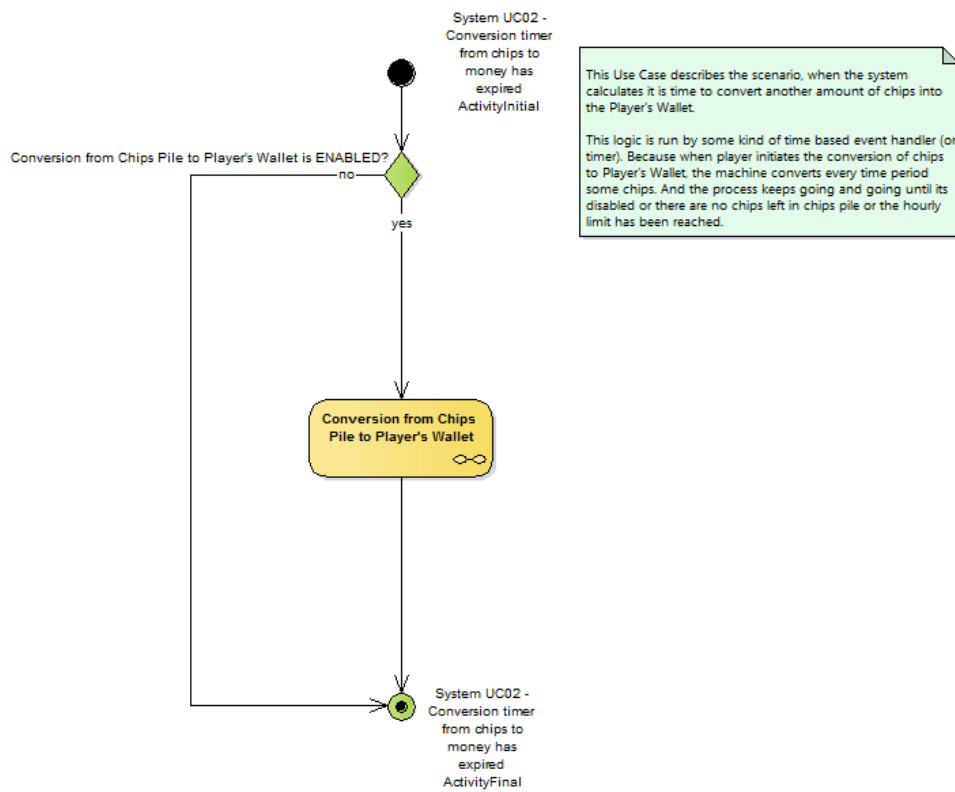 System UC02 -
Conversion timer
from chips to
money has
expired
ActivityInitial
This Use Case describes the scenario, when the system
calculates it is time to convert another amount of chips into
the Player's Wallet.
This logic is run by some kind of time based event handler (or
timer). Because when player initiates the conversion of chips
to Player's Wallet, the machine converts every time period
some chips. And the process keeps going and going until its
disabled or there are no chips left in chips pile or the hourly
limit has been reached.
Conversion from Chips Pile to Player's Wallet is ENABLED?
no
yes
Conversion from Chips
Pile to Player's Wallet
System UC02 -
Conversion timer
from chips to
money has
expired
ActivityFinal